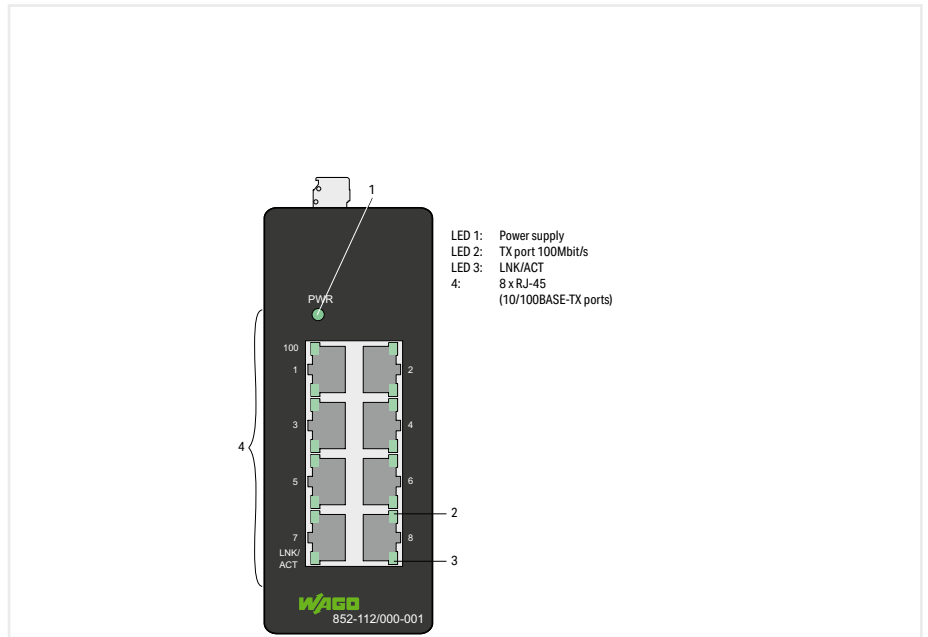 1
LED 1: Power supply
LED 2: TX port 100Mbit/s
LED 3: LNK/ACT
4: 8 x RJ-45
(10/100BASE-TX ports)
PWR
100
1 2
3 4
4
5 6
2
7 8
LNK/
ACT
3
WAGO
852-112/000-001